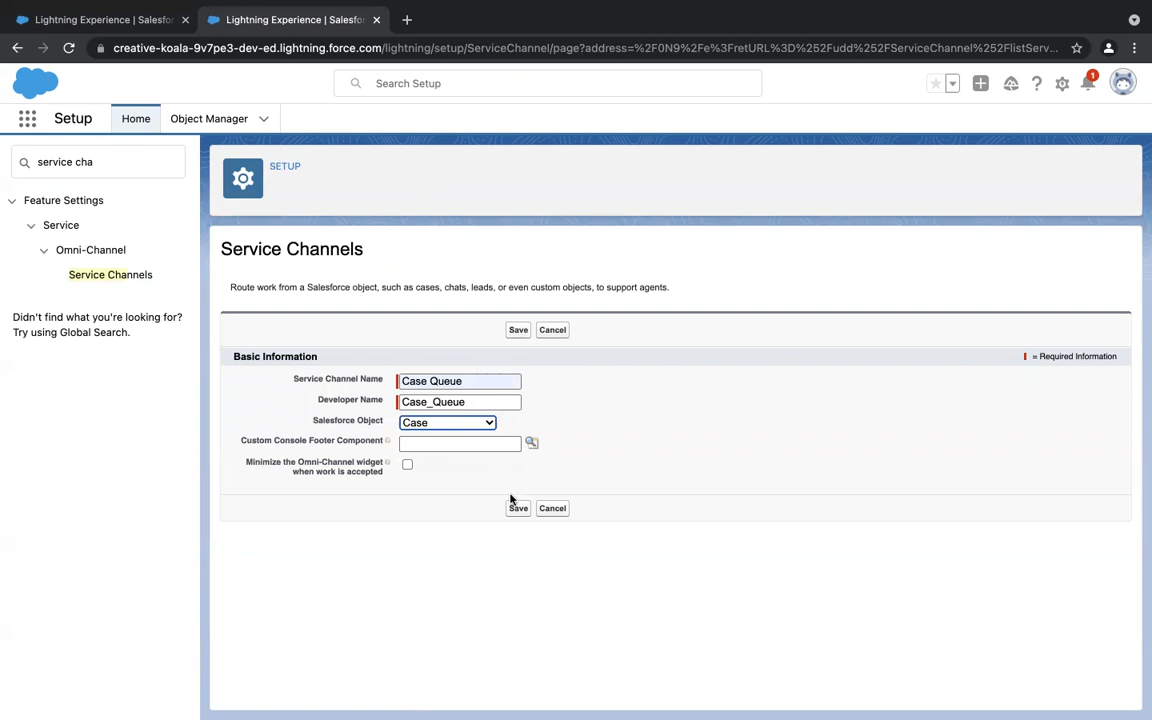 Lightning Experience | Salesfor
Lightning Experience | Salesfor
creative-koala-9v7pe3-dev-ed.lightning.force.com/lightning/setup/ServiceChannel/page?address=%2F0N9%2Fe%3FretURL%3D%252Fudd%252FServiceChannel%252FlistServ...
Search Setup
1
Setup
Home
Object Manager
service cha
SETUP
Feature Settings
Service
Omni-Channel
Service Channels
Didn't find what you're looking for?
Try using Global Search.
Service Channels
Route work from a Salesforce object, such as cases, chats, leads, or even custom objects, to support agents.
Save Cancel
Basic Information
= Required Information
Service Channel Name Case Queue
Developer Name Case_Queue
Salesforce Object Case
Custom Console Footer Component
Minimize the Omni-Channel widget
when work is accepted
Save Cancel